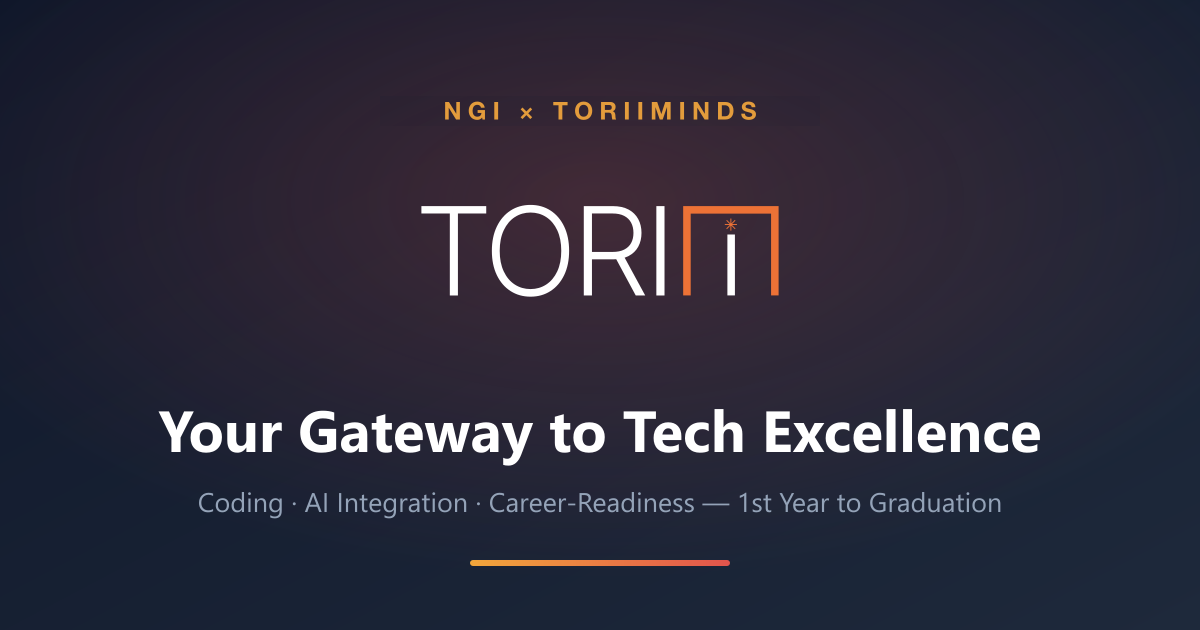 NGI × TORIIMINDS
TORII
Your Gateway to Tech Excellence
Coding · AI Integration · Career-Readiness — 1st Year to Graduation